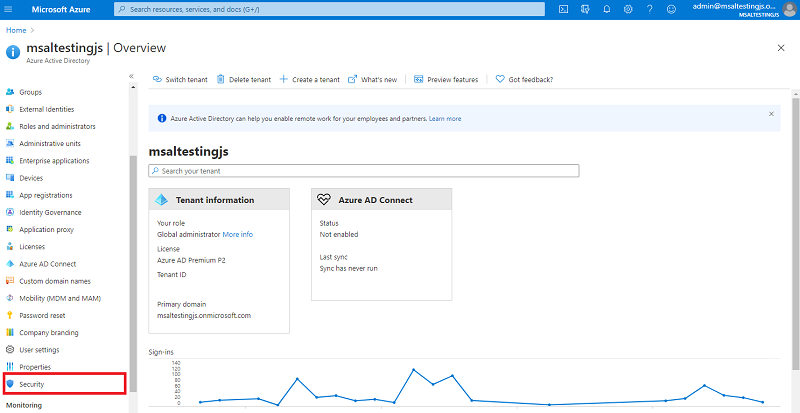 Microsoft Azure
Search resources, services, and docs (G+/)
admin@msaltestingjs.o...
MSALTESTINGJS
Home
msaltestingjs | Overview
Azure Active Directory
Groups
External Identities
Roles and administrators
Administrative units
Enterprise applications
Devices
App registrations
Identity Governance
Application proxy
Licenses
Azure AD Connect
Custom domain names
Mobility (MDM and MAM)
Password reset
Company branding
User settings
Properties
Security
Monitoring
Switch tenant
Delete tenant
Create a tenant
What's new
Preview features
Got feedback?
Azure Active Directory can help you enable remote work for your employees and partners. Learn more
msaltestingjs
Search your tenant
Tenant information
Your role
Global administrator More info
License
Azure AD Premium P2
Tenant ID
Primary domain
msaltestingjs.onmicrosoft.com
Azure AD Connect
Status
Not enabled
Last sync
Sync has never run
Sign-ins
140
120
100
80
60
40
20
0